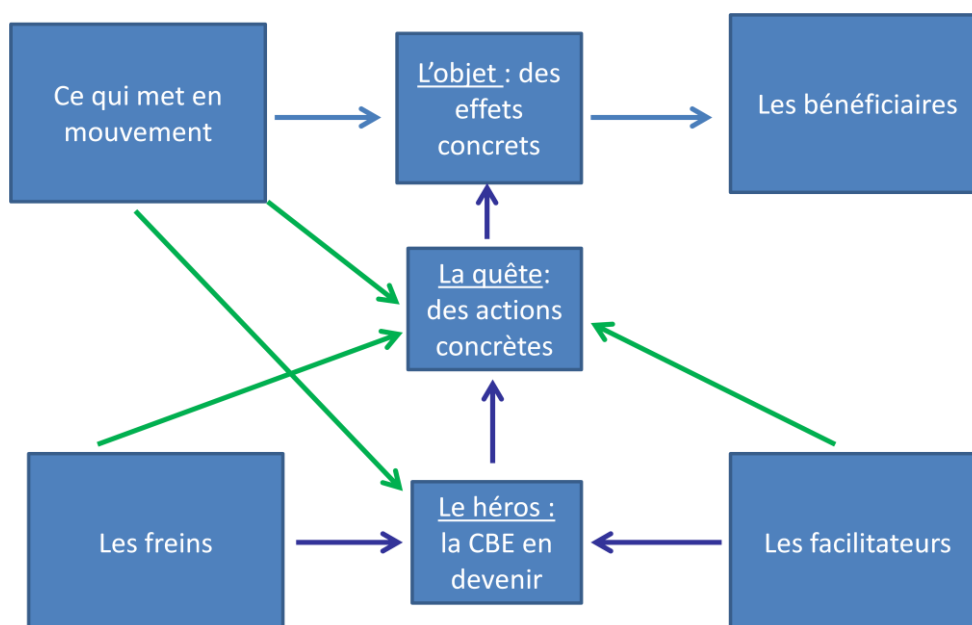 Ce qui met en
mouvement
L'objet : des
effets
concrets
Les bénéficiaires
La quête:
des actions
concrètes
Les freins
Le héros :
la CBE en
devenir
Les facilitateurs